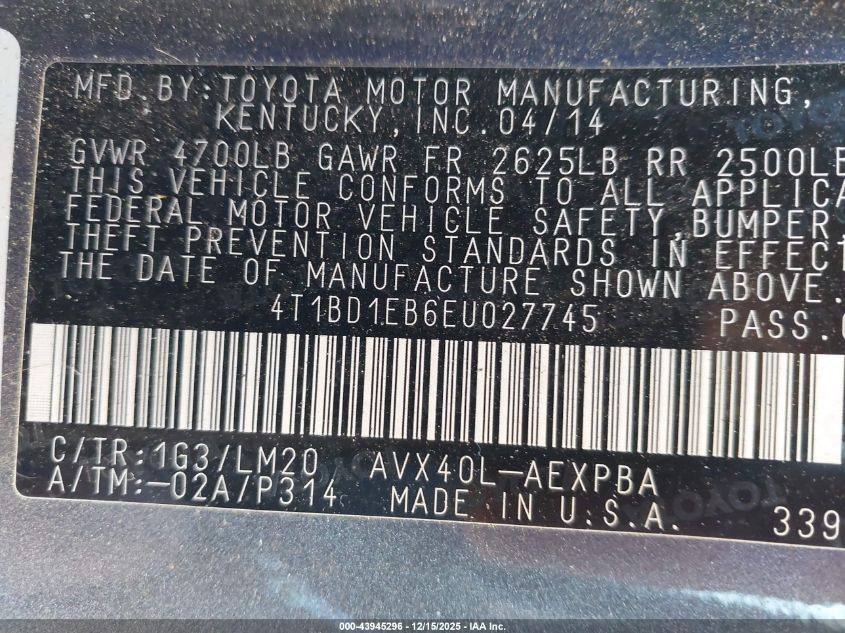 MFD. BY: TOYOTA MOTOR MANUFACTURING,
KENTUCKY, INC. 04/14
GVWR 4700LB GAWR FR 2625LB RR 2500LB
THIS VEHICLE CONFORMS TO ALL APPLICA
FEDERAL MOTOR VEHICLE SAFETY, BUMPER,
THEFT PREVENTION STANDARDS IN EFFECT
THE DATE OF MANUFACTURE SHOWN ABOVE.
4T1BD1EB6EU027745 PASS.
C/TR: 1G3/LM20 AVX40L-AEXPBA
A/TM: -02A/P314 MADE IN U.S.A. 339
000-43945296 - 12/15/2025 - IAA Inc.